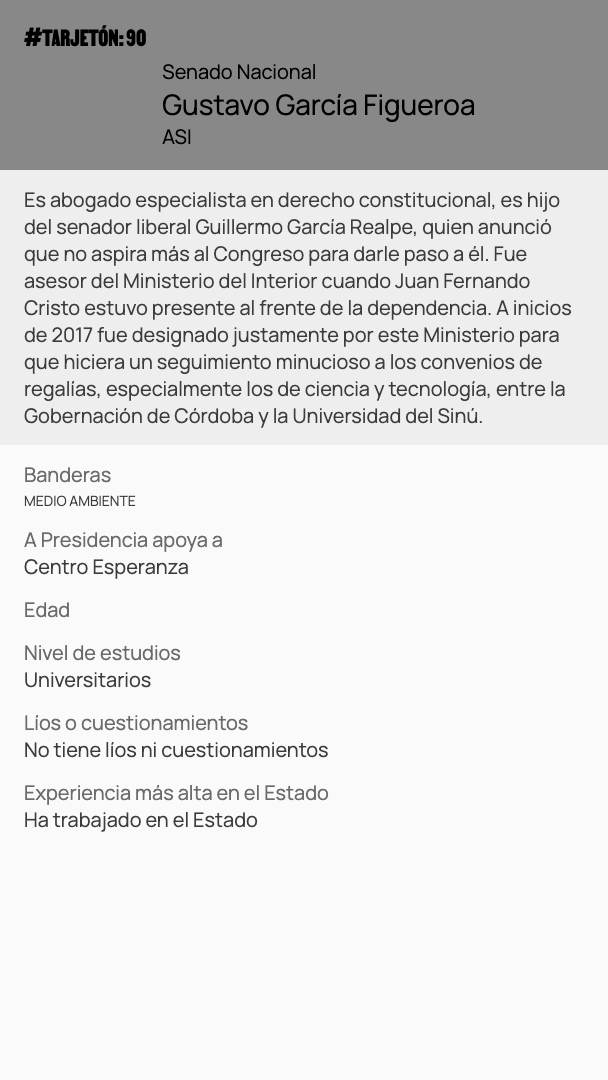 #TARJETÓN: 90
Senado Nacional
Gustavo García Figueroa
ASI
Es abogado especialista en derecho constitucional, es hijo
del senador liberal Guillermo García Realpe, quien anunció
que no aspira más al Congreso para darle paso a él. Fue
asesor del Ministerio del Interior cuando Juan Fernando
Cristo estuvo presente al frente de la dependencia. A inicios
de 2017 fue designado justamente por este Ministerio para
que hiciera un seguimiento minucioso a los convenios de
regalías, especialmente los de ciencia y tecnología, entre la
Gobernación de Córdoba y la Universidad del Sinú.
Banderas
MEDIO AMBIENTE
A Presidencia apoya a
Centro Esperanza
Edad
Nivel de estudios
Universitarios
Líos o cuestionamientos
No tiene líos ni cuestionamientos
Experiencia más alta en el Estado
Ha trabajado en el Estado